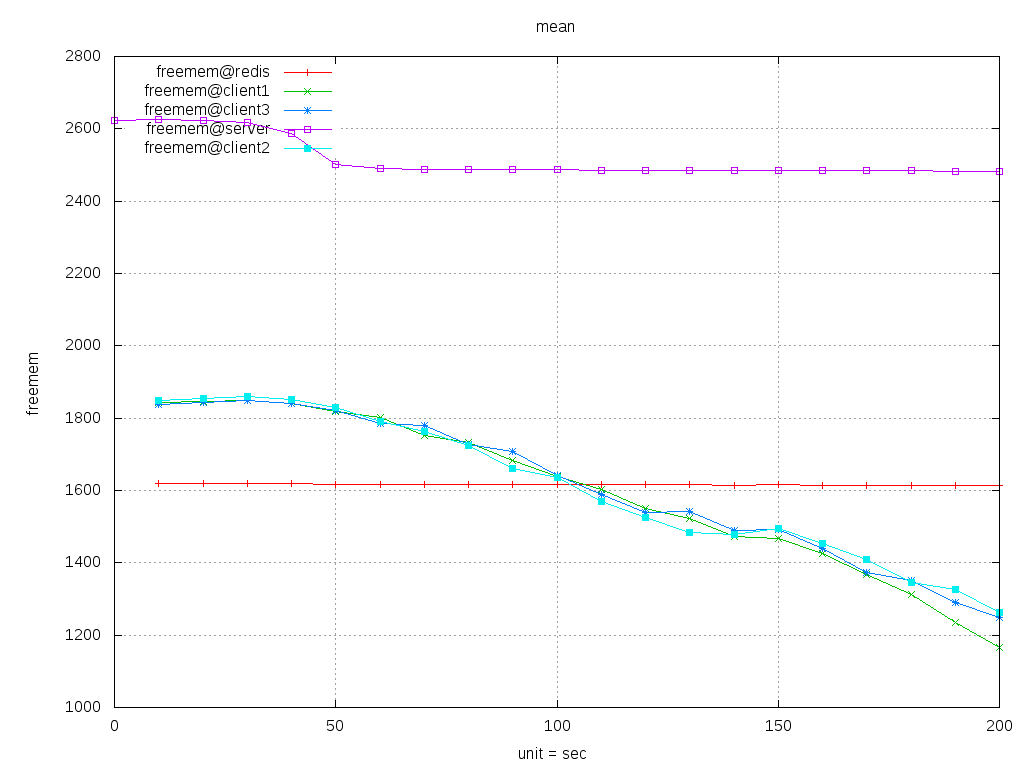 mean
2800
2600
2400
2200
2000
1800
1600
1400
1200
1000
freemem
freemem@redis
freemem@client1
freemem@client3
freemem@server
freemem@client2
0 50 100 150 200
unit = sec